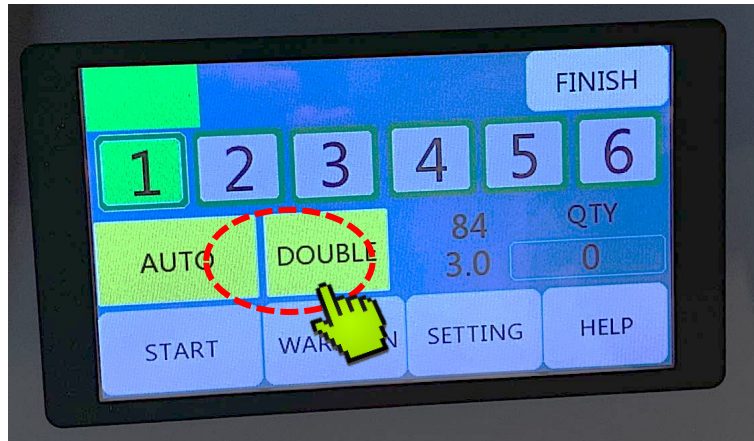 FINISH
1 2 3 4 5 6
AUTO DOUBLE 84 QTY
3.0 0
START SETTING HELP